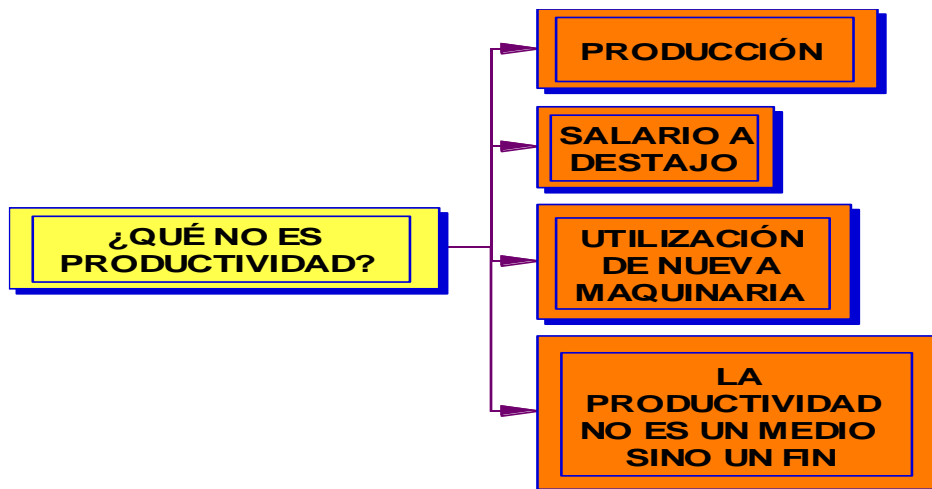 ¿QUÉ NO ES
PRODUCTIVIDAD?
PRODUCCIÓN
SALARIO A
DESTAJO
UTILIZACIÓN
DE NUEVA
MAQUINARIA
LA
PRODUCTIVIDAD
NO ES UN MEDIO
SINO UN FIN